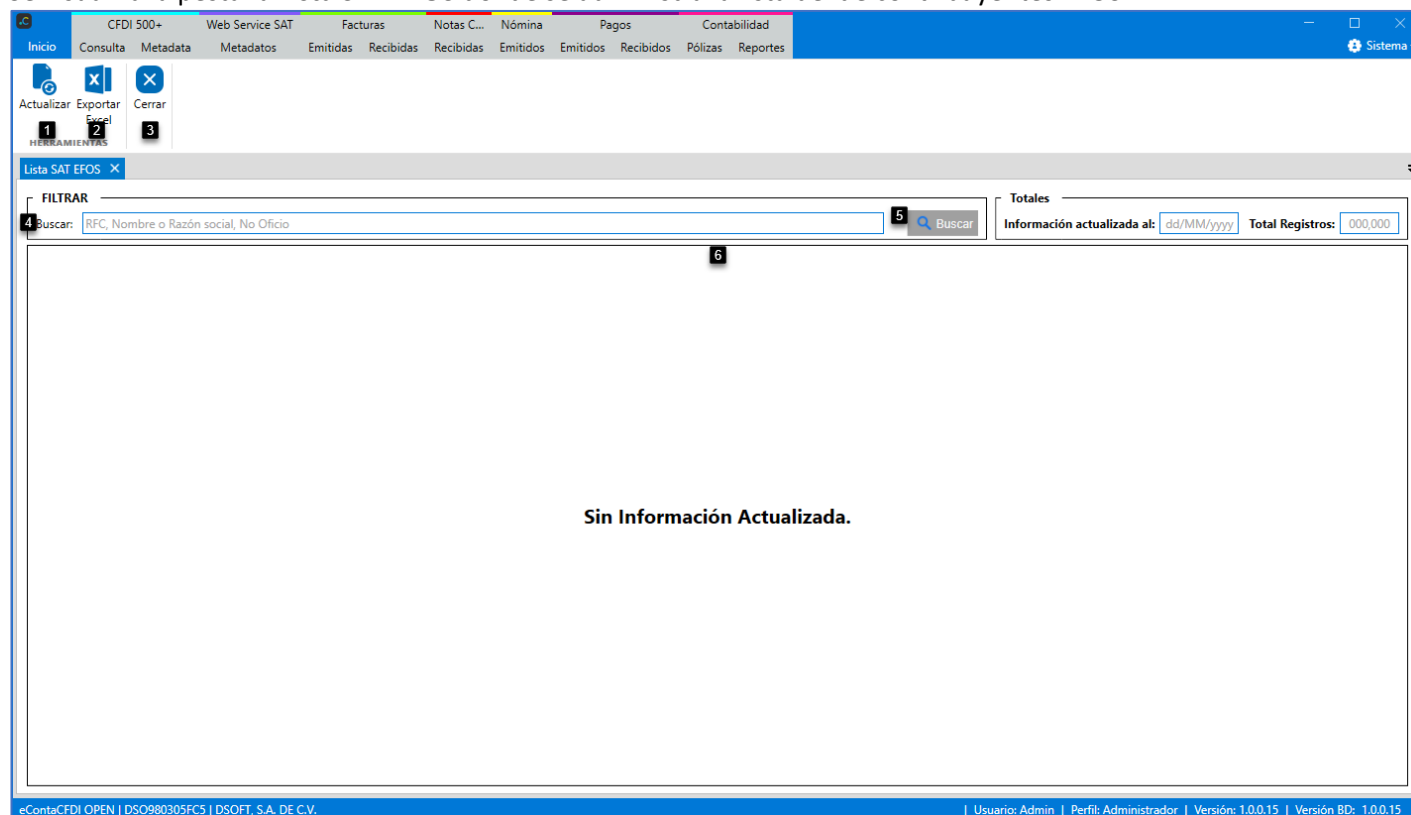 CFDI 500+ Web Service SAT Facturas Notas C... Nómina Pagos Contabilidad
Inicio Consulta Metadata Metadatos Emitidas Recibidas Recibidas Emitidos Emitidos Recibidos Pólizas Reportes Sistema
Actualizar Exportar Cerrar
Excel
1 2 3
HERRAMIENTAS
Lista SAT EFOS
FILTRAR Totales
4 Buscar: RFC, Nombre o Razón social, No Oficio 5 Buscar Información actualizada al: dd/MM/yyyy Total Registros: 000,000
6
Sin Información Actualizada.
eContaCFDI OPEN | DSO980305FC5 | DSOFT, S.A. DE C.V. | Usuario: Admin | Perfil: Administrador | Versión: 1.0.0.15 | Versión BD: 1.0.0.15